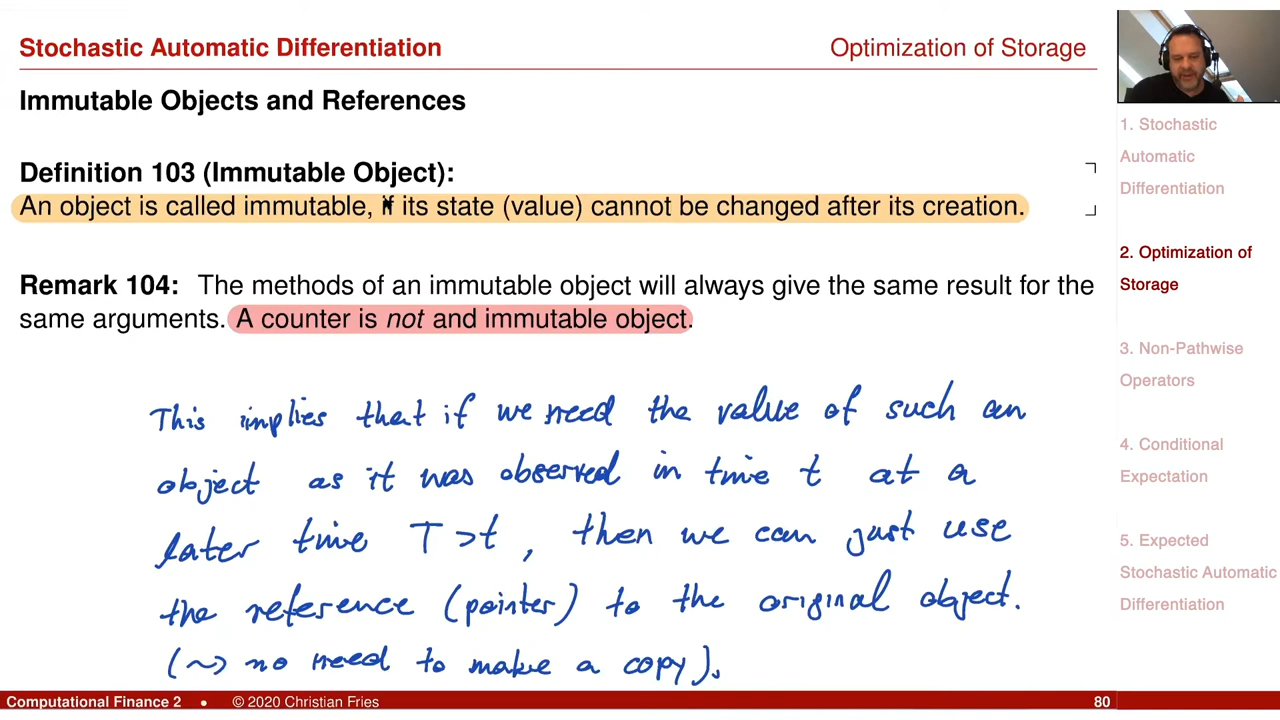 Stochastic Automatic Differentiation
Optimization of Storage
Immutable Objects and References
Definition 103 (Immutable Object):
An object is called immutable, if its state (value) cannot be changed after its creation.
Remark 104: The methods of an immutable object will always give the same result for the
same arguments. A counter is not and immutable object.
This implies that if we need the value of such an
object as it was observed in time t at a
later time T>t, then we can just use
the reference (pointer) to the original object.
(~> no need to make a copy).
1. Stochastic
Automatic
Differentiation
2. Optimization of
Storage
3. Non-Pathwise
Operators
4. Conditional
Expectation
5. Expected
Stochastic Automatic
Differentiation
Computational Finance 2 • © 2020 Christian Fries 80